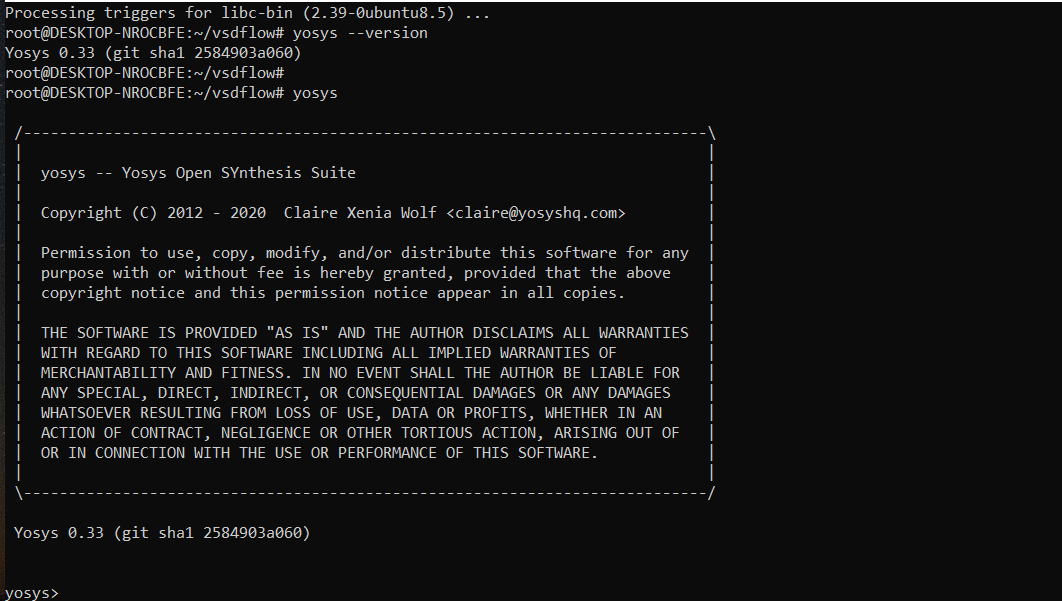 Processing triggers for libc-bin (2.39-0ubuntu8.5) ...
root@DESKTOP-NROCBFE:~/vsdflow# yosys --version
Yosys 0.33 (git sha1 2584903a060)
root@DESKTOP-NROCBFE:~/vsdflow#
root@DESKTOP-NROCBFE:~/vsdflow# yosys
/----------------------------------------------------------------------------\
|                                                                            |
|  yosys -- Yosys Open SYnthesis Suite                                       |
|                                                                            |
|  Copyright (C) 2012 - 2020  Claire Xenia Wolf <claire@yosyshq.com>         |
|                                                                            |
|  Permission to use, copy, modify, and/or distribute this software for any  |
|  purpose with or without fee is hereby granted, provided that the above    |
|  copyright notice and this permission notice appear in all copies.         |
|                                                                            |
|  THE SOFTWARE IS PROVIDED "AS IS" AND THE AUTHOR DISCLAIMS ALL WARRANTIES  |
|  WITH REGARD TO THIS SOFTWARE INCLUDING ALL IMPLIED WARRANTIES OF          |
|  MERCHANTABILITY AND FITNESS. IN NO EVENT SHALL THE AUTHOR BE LIABLE FOR   |
|  ANY SPECIAL, DIRECT, INDIRECT, OR CONSEQUENTIAL DAMAGES OR ANY DAMAGES    |
|  WHATSOEVER RESULTING FROM LOSS OF USE, DATA OR PROFITS, WHETHER IN AN     |
|  ACTION OF CONTRACT, NEGLIGENCE OR OTHER TORTIOUS ACTION, ARISING OUT OF   |
|  OR IN CONNECTION WITH THE USE OR PERFORMANCE OF THIS SOFTWARE.            |
|                                                                            |
\----------------------------------------------------------------------------/
Yosys 0.33 (git sha1 2584903a060)
yosys>